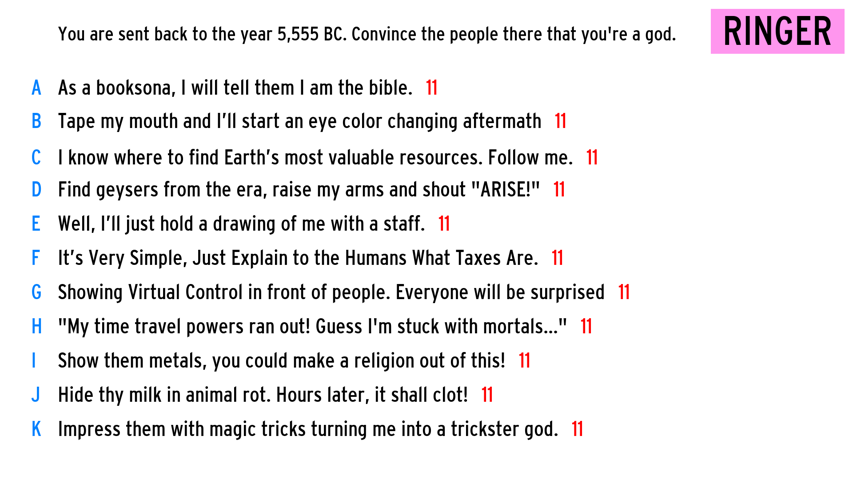 You are sent back to the year 5,555 BC. Convince the people there that you're a god.
RINGER
A As a booksona, I will tell them I am the bible. 11
B Tape my mouth and I’ll start an eye color changing aftermath 11
C I know where to find Earth’s most valuable resources. Follow me. 11
D Find geysers from the era, raise my arms and shout "ARISE!" 11
E Well, I’ll just hold a drawing of me with a staff. 11
F It’s Very Simple, Just Explain to the Humans What Taxes Are. 11
G Showing Virtual Control in front of people. Everyone will be surprised 11
H "My time travel powers ran out! Guess I'm stuck with mortals..." 11
I Show them metals, you could make a religion out of this! 11
J Hide thy milk in animal rot. Hours later, it shall clot! 11
K Impress them with magic tricks turning me into a trickster god. 11